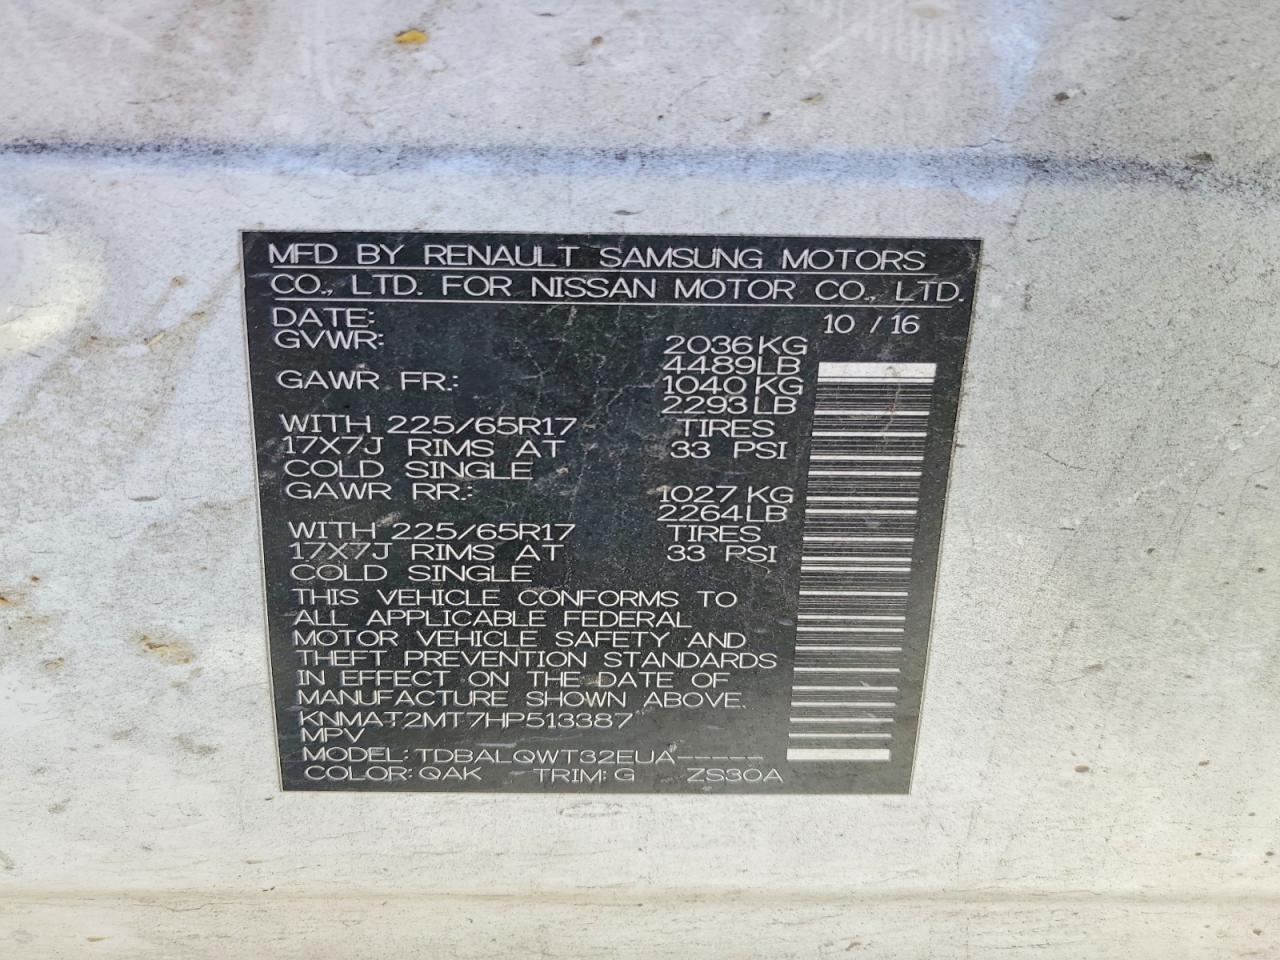 MFD BY RENAULT SAMSUNG MOTORS
CO., LTD. FOR NISSAN MOTOR CO., LTD.
DATE: 10 / 16
GVWR: 2036 KG
4489 LB
GAWR FR.: 1040 KG
2293 LB
WITH 225/65R17 TIRES
17X7J RIMS AT 33 PSI
COLD SINGLE
GAWR RR.: 1027 KG
2264 LB
WITH 225/65R17 TIRES
17X7J RIMS AT 33 PSI
COLD SINGLE
THIS VEHICLE CONFORMS TO
ALL APPLICABLE FEDERAL
MOTOR VEHICLE SAFETY AND
THEFT PREVENTION STANDARDS
IN EFFECT ON THE DATE OF
MANUFACTURE SHOWN ABOVE.
KNMAT2MT7HP513387
MPV
MODEL: TDBALQWT32EUA-----
COLOR: QAK TRIM: G ZS30A